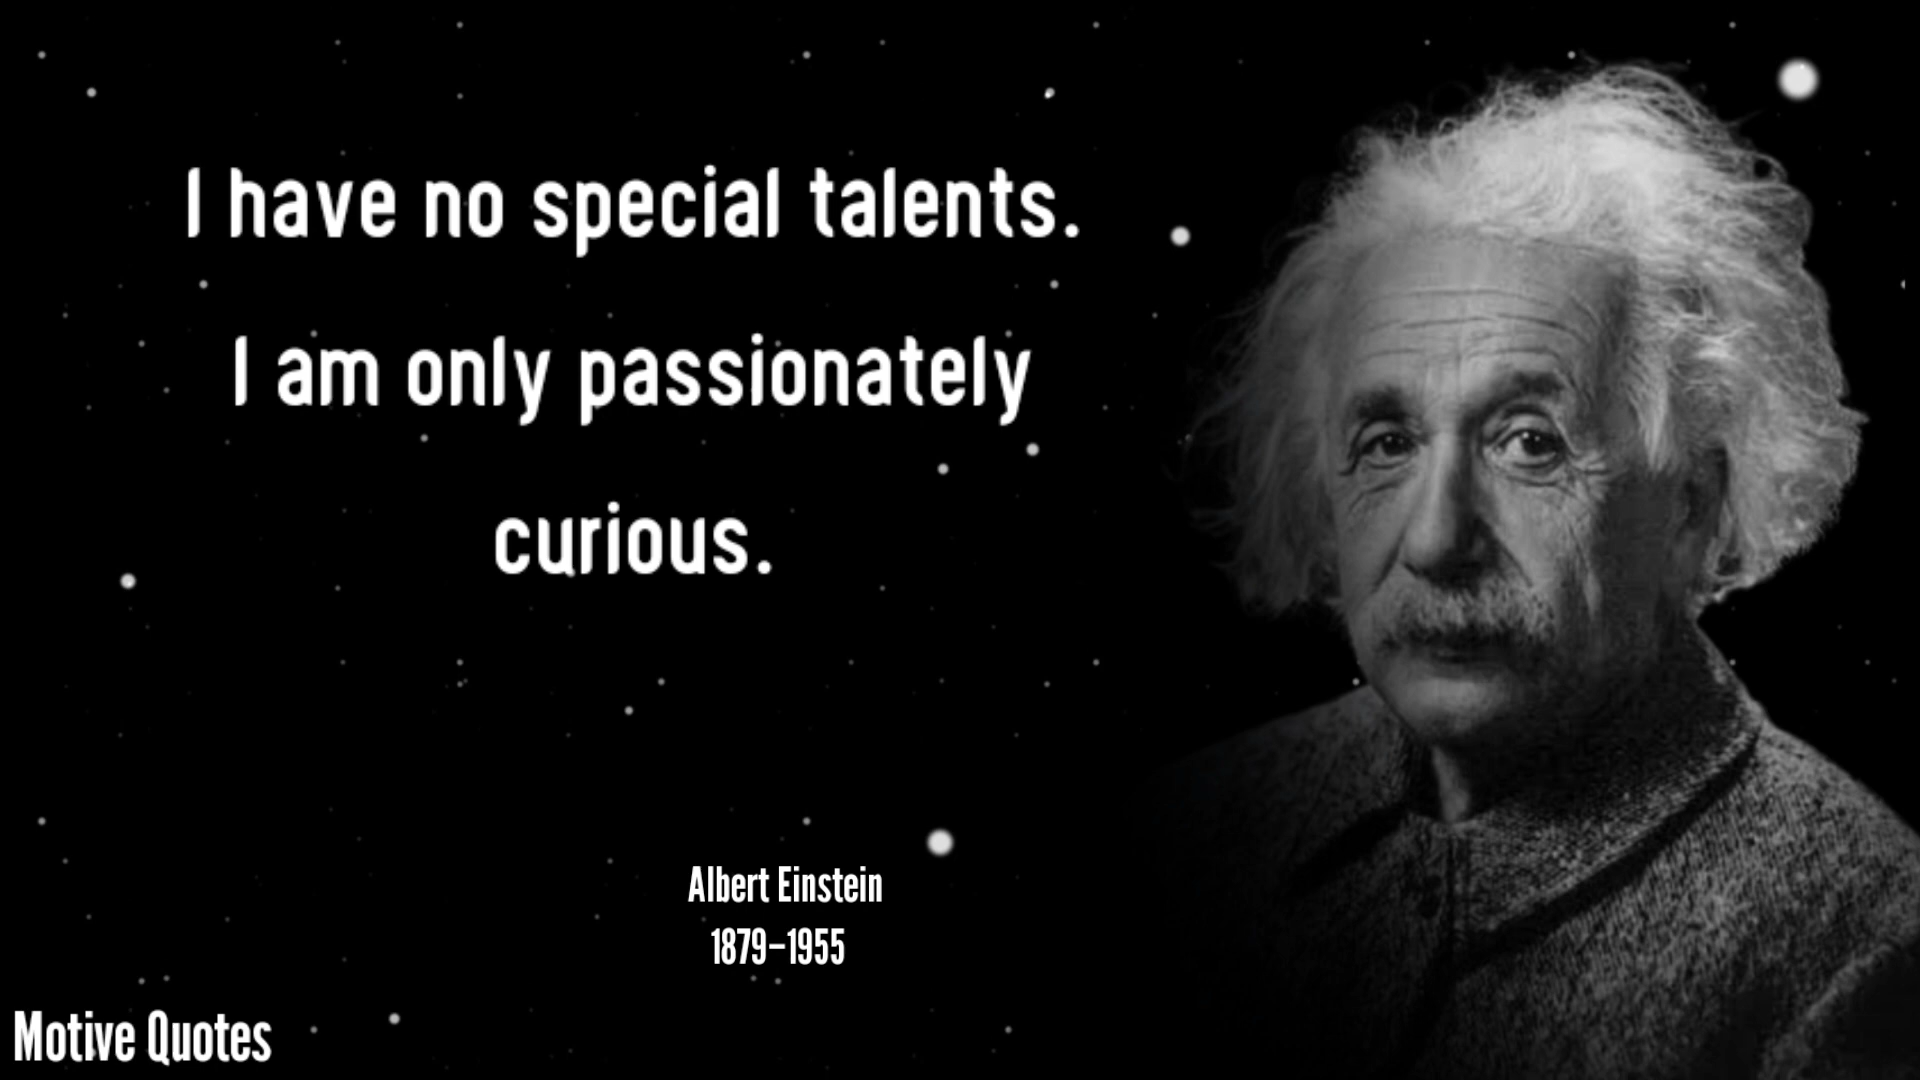 I have no special talents.
I am only passionately
curious.
Albert Einstein
1879–1955
Motive Quotes